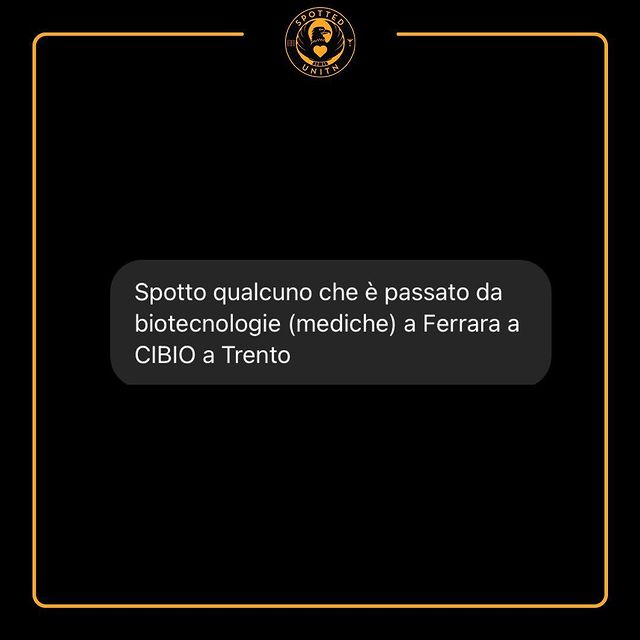 SPOTTED
UNITN
Spotto qualcuno che è passato da
biotecnologie (mediche) a Ferrara a
CIBIO a Trento